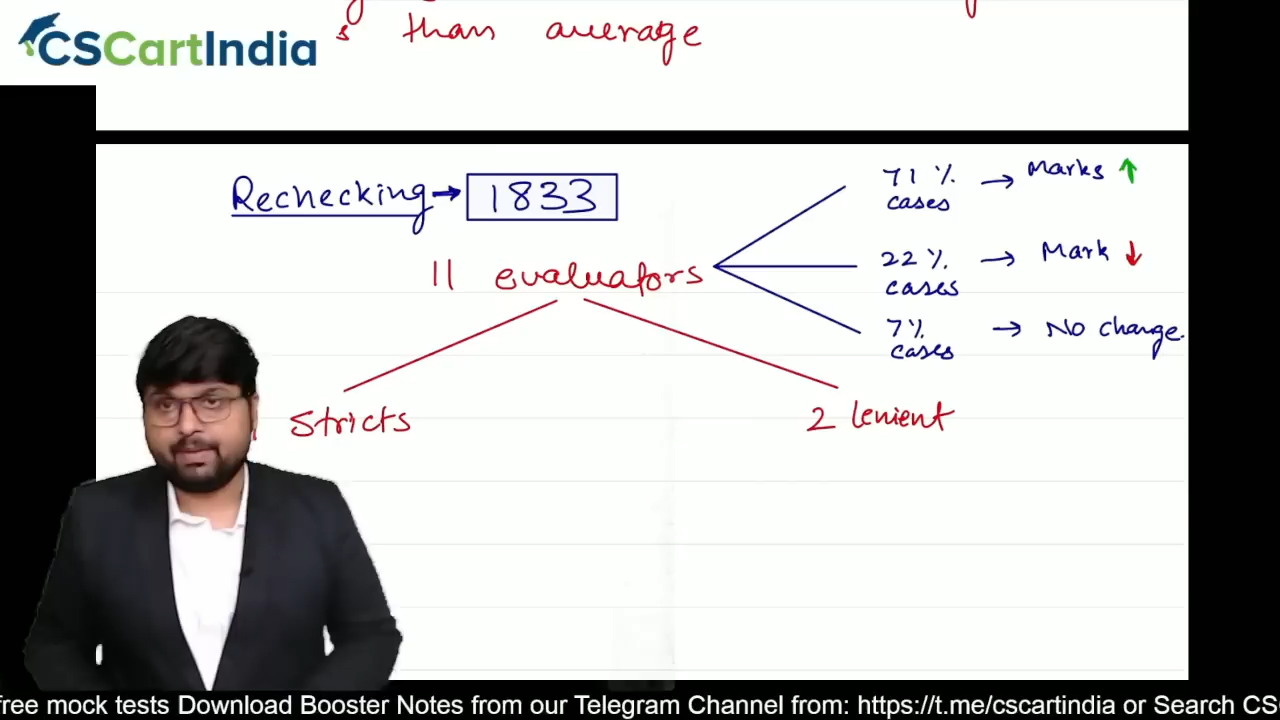 CSCartIndia
s than average
Rechecking → 1833
11 evaluators
71 % cases → Marks ↑
22 % cases → Mark ↓
7% cases → No change.
Stricts
2 lenient
free mock tests Download Booster Notes from our Telegram Channel from: https://t.me/cscartindia or Search CS